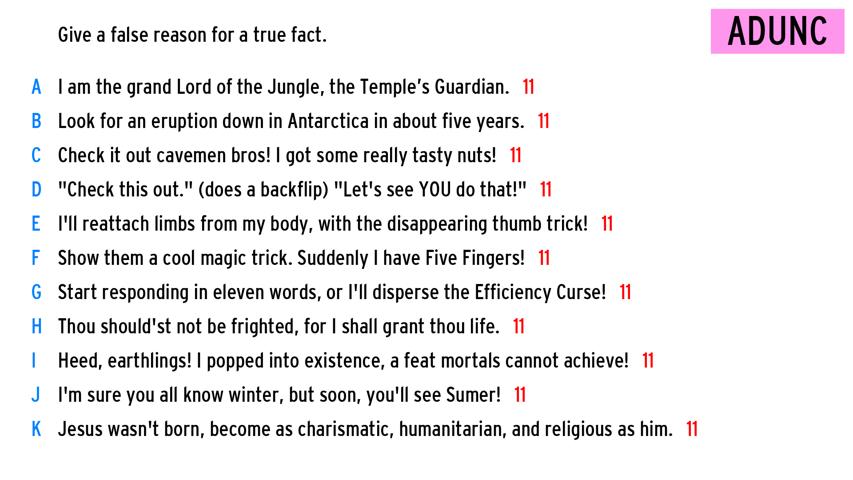 Give a false reason for a true fact.
ADUNC
A I am the grand Lord of the Jungle, the Temple's Guardian. 11
B Look for an eruption down in Antarctica in about five years. 11
C Check it out cavemen bros! I got some really tasty nuts! 11
D "Check this out." (does a backflip) "Let's see YOU do that!" 11
E I'll reattach limbs from my body, with the disappearing thumb trick! 11
F Show them a cool magic trick. Suddenly I have Five Fingers! 11
G Start responding in eleven words, or I'll disperse the Efficiency Curse! 11
H Thou should'st not be frighted, for I shall grant thou life. 11
I Heed, earthlings! I popped into existence, a feat mortals cannot achieve! 11
J I'm sure you all know winter, but soon, you'll see Sumer! 11
K Jesus wasn't born, become as charismatic, humanitarian, and religious as him. 11